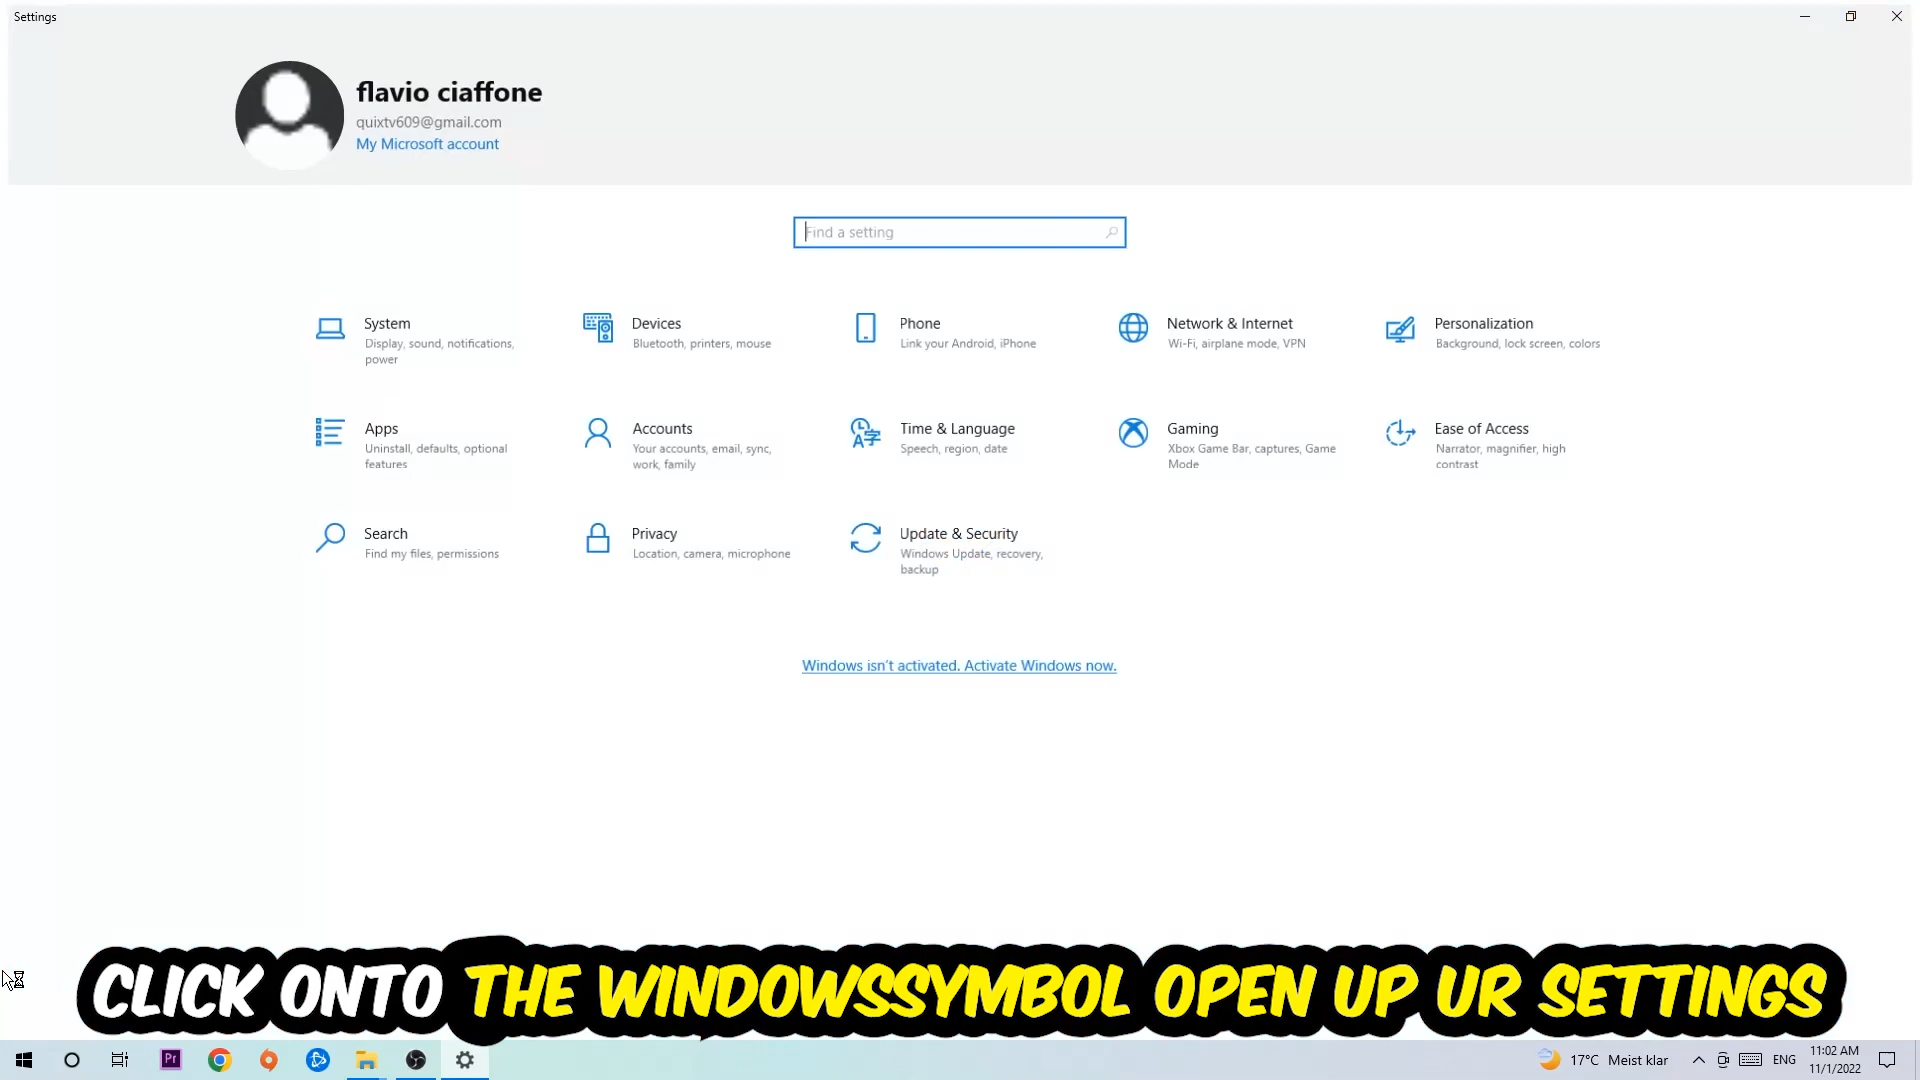 Settings
flavio ciaffone
quixtv609@gmail.com
My Microsoft account
Find a setting
System
Display, sound, notifications,
power
Devices
Bluetooth, printers, mouse
Phone
Link your Android, iPhone
Network & Internet
Wi-Fi, airplane mode, VPN
Personalization
Background, lock screen, colors
Apps
Uninstall, defaults, optional
features
Accounts
Your accounts, email, sync,
work, family
Time & Language
Speech, region, date
Gaming
Xbox Game Bar, captures, Game
Mode
Ease of Access
Narrator, magnifier, high
contrast
Search
Find my files, permissions
Privacy
Location, camera, microphone
Update & Security
Windows Update, recovery,
backup
Windows isn't activated. Activate Windows now.
CLICK ONTO THE WINDOWSSYMBOL OPEN UP UR SETTINGS
Pr
17°C Meist klar
ENG
11:02 AM
11/1/2022